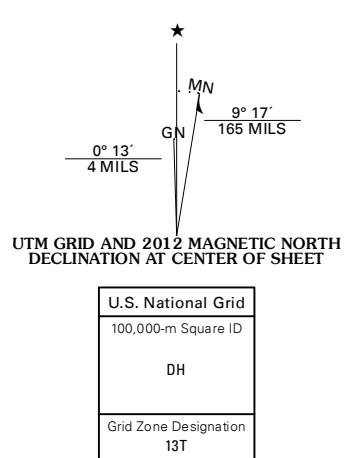 ★
MN
9° 17´
165 MILS
GN
0° 13´
4 MILS
UTM GRID AND 2012 MAGNETIC NORTH
DECLINATION AT CENTER OF SHEET
U.S. National Grid
100,000-m Square ID
DH
Grid Zone Designation
13T